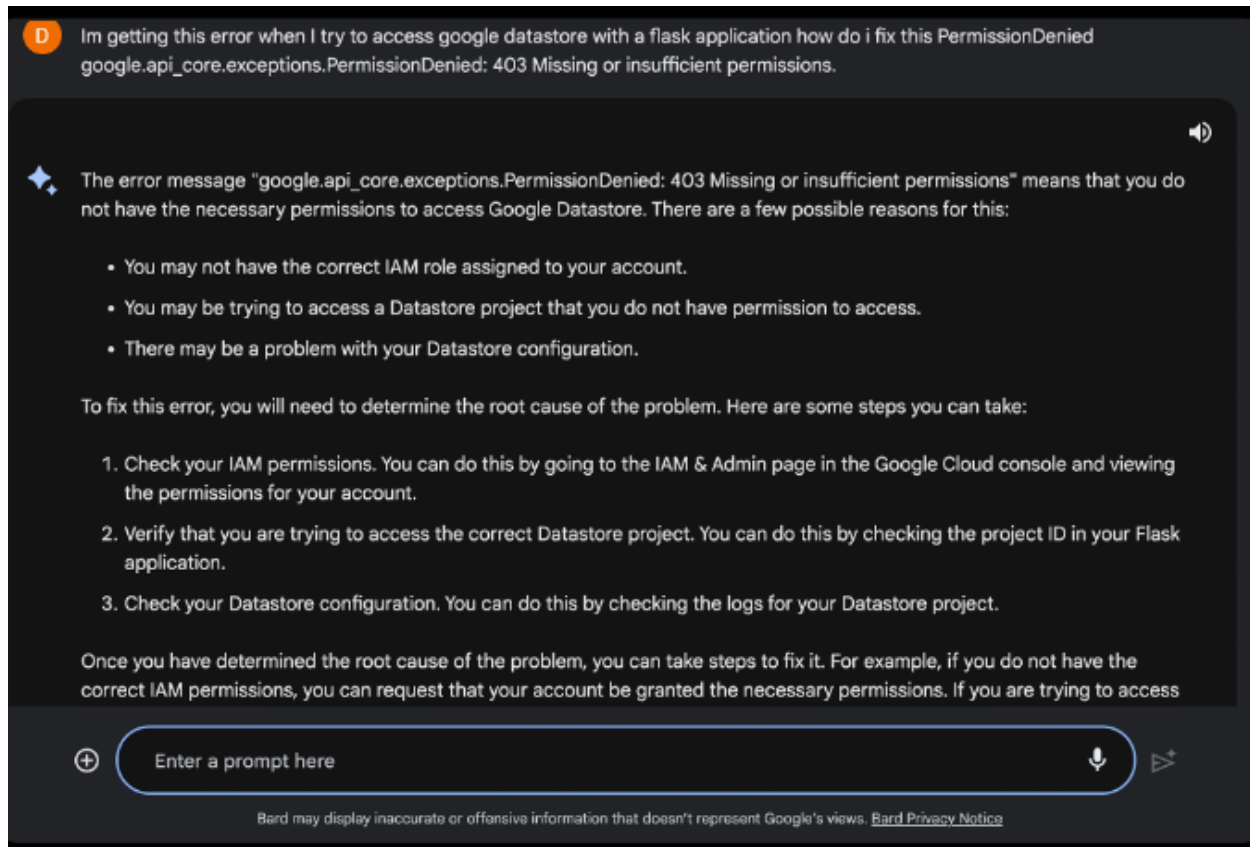 D
Im getting this error when I try to access google datastore with a flask application how do i fix this PermissionDenied
google.api_core.exceptions.PermissionDenied: 403 Missing or insufficient permissions.
The error message "google.api_core.exceptions.PermissionDenied: 403 Missing or insufficient permissions" means that you do
not have the necessary permissions to access Google Datastore. There are a few possible reasons for this:
• You may not have the correct IAM role assigned to your account.
• You may be trying to access a Datastore project that you do not have permission to access.
• There may be a problem with your Datastore configuration.
To fix this error, you will need to determine the root cause of the problem. Here are some steps you can take:
1. Check your IAM permissions. You can do this by going to the IAM & Admin page in the Google Cloud console and viewing
the permissions for your account.
2. Verify that you are trying to access the correct Datastore project. You can do this by checking the project ID in your Flask
application.
3. Check your Datastore configuration. You can do this by checking the logs for your Datastore project.
Once you have determined the root cause of the problem, you can take steps to fix it. For example, if you do not have the
correct IAM permissions, you can request that your account be granted the necessary permissions. If you are trying to access
Enter a prompt here
Bard may display inaccurate or offensive information that doesn't represent Google's views. Bard Privacy Notice